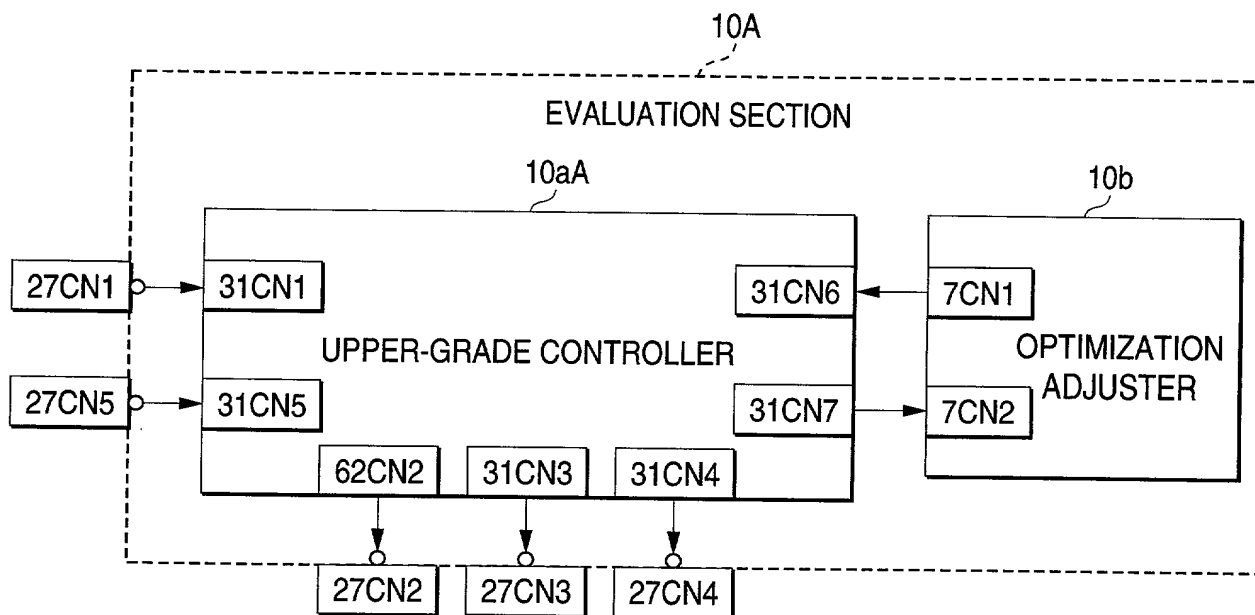 10A
EVALUATION SECTION
10aA
10b
27CN1
31CN1
31CN6
7CN1
UPPER-GRADE CONTROLLER
OPTIMIZATION
ADJUSTER
27CN5
31CN5
31CN7
7CN2
62CN2
31CN3
31CN4
27CN2
27CN3
27CN4